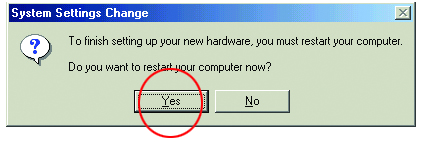 System Settings Change
To finish setting up your new hardware, you must restart your computer.
Do you want to restart your computer now?
Yes No